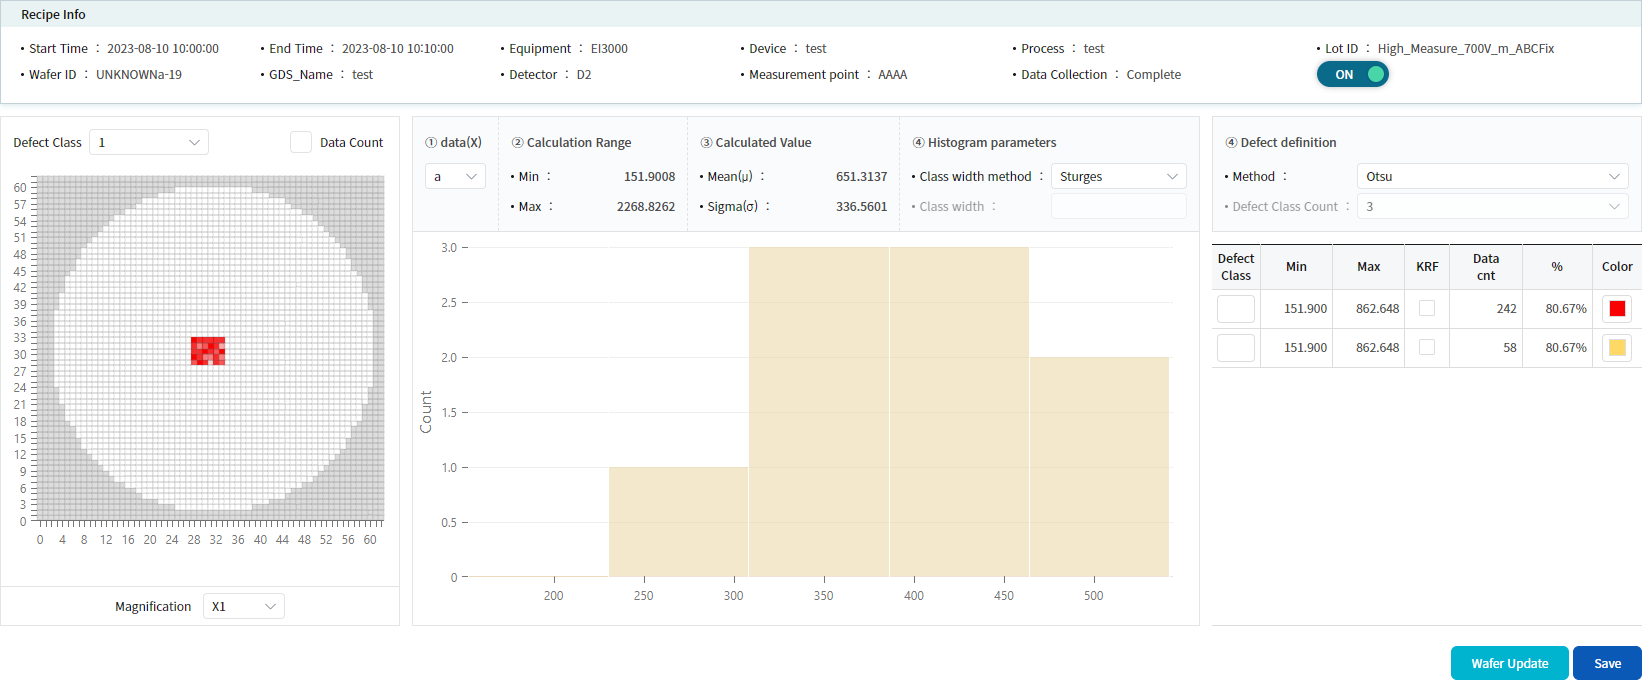 Recipe Info
• Start Time : 2023-08-10 10:00:00
• End Time : 2023-08-10 10:10:00
• Equipment : EI3000
• Device : test
• Process : test
• Lot ID : High_Measure_700V_m_ABCFix
• Wafer ID : UNKNOWNa-19
• GDS_Name : test
• Detector : D2
• Measurement point : AAAA
• Data Collection : Complete
ON
Defect Class 1
Data Count
60
57
54
51
48
45
42
39
36
33
30
27
24
21
18
15
12
9
6
3
0
0 4 8 12 16 20 24 28 32 36 40 44 48 52 56 60
Magnification X1
① data(X)
a
② Calculation Range
• Min : 151.9008
• Max : 2268.8262
③ Calculated Value
• Mean(μ) : 651.3137
• Sigma(σ) : 336.5601
④ Histogram parameters
• Class width method : Sturges
• Class width :
3.0
2.5
2.0
1.5
1.0
0.5
0
Count
200 250 300 350 400 450 500
④ Defect definition
• Method : Otsu
• Defect Class Count : 3
Defect Class Min Max KRF Data cnt % Color
151.900 862.648 242 80.67%
151.900 862.648 58 80.67%
Wafer Update
Save